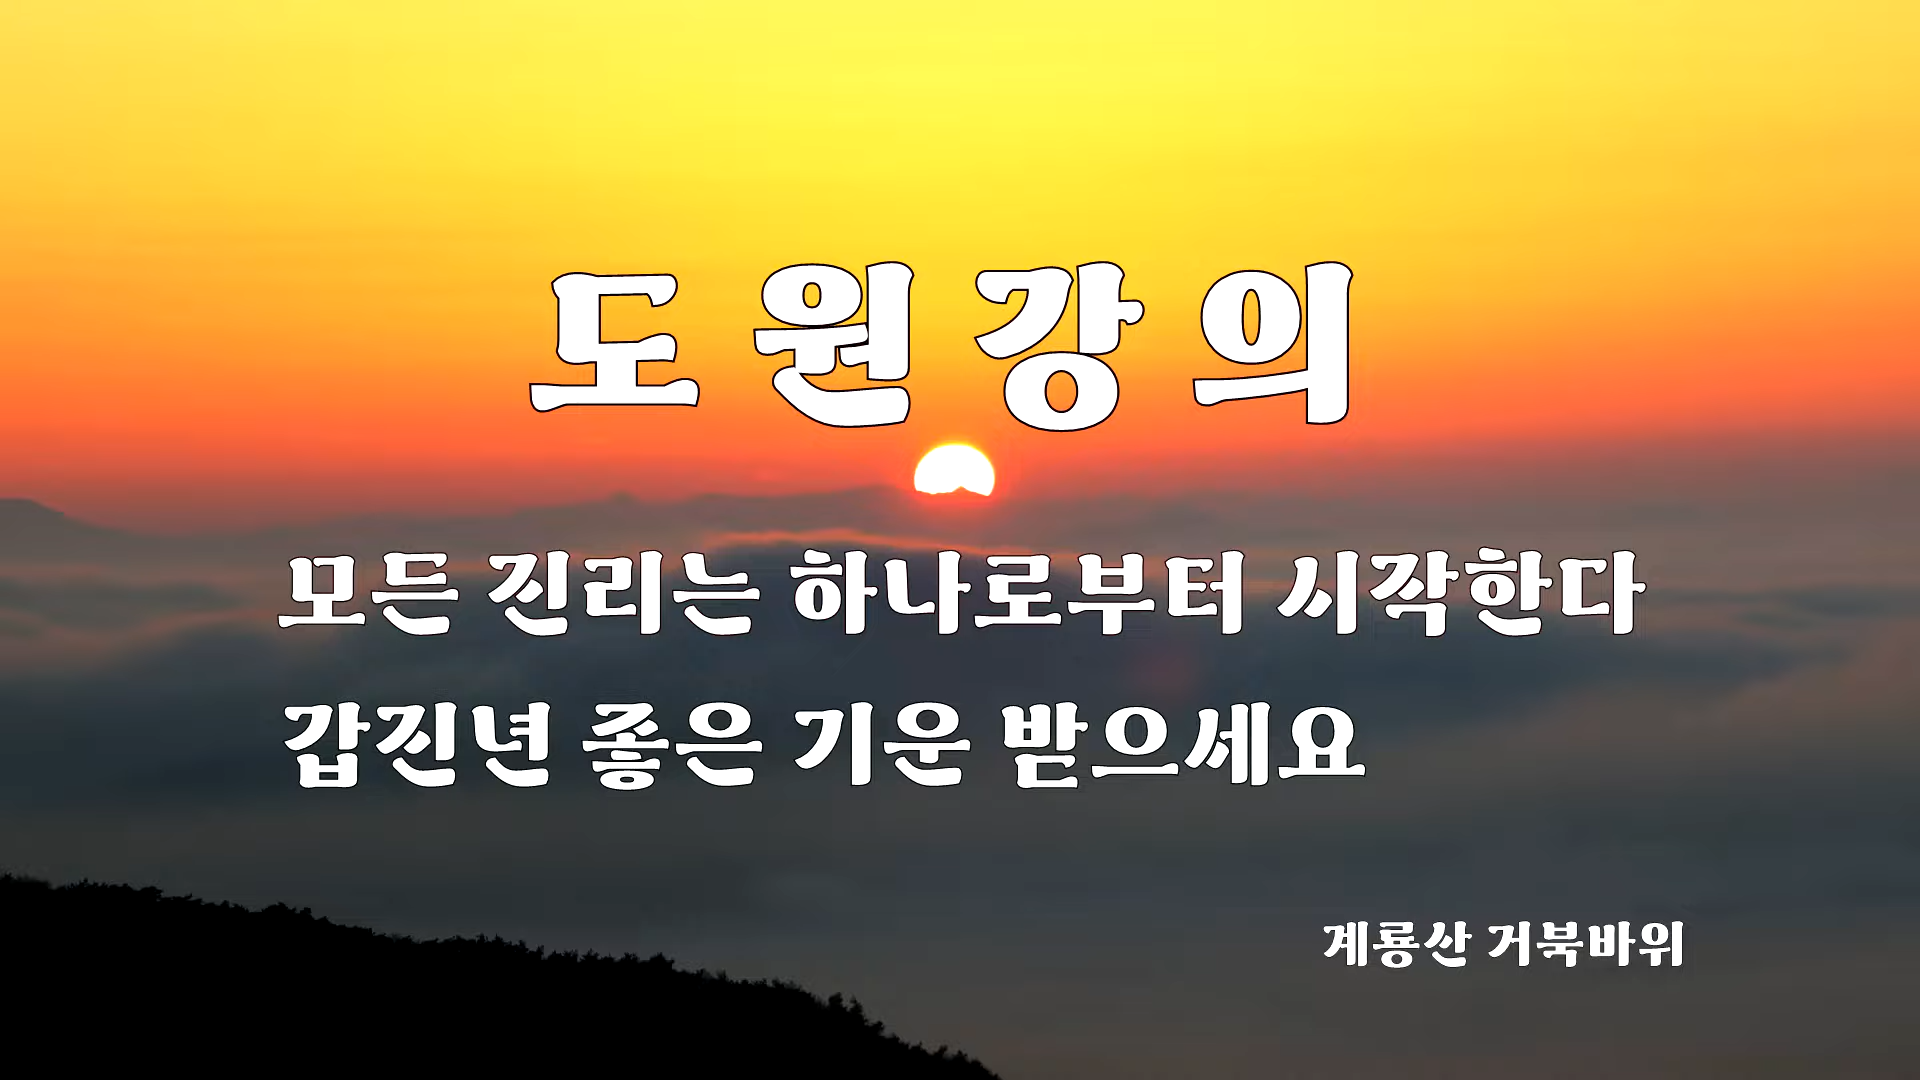 도원강의
모든 진리는 하나로부터 시작한다
갑진년 좋은 기운 받으세요
계룡산 거북바위